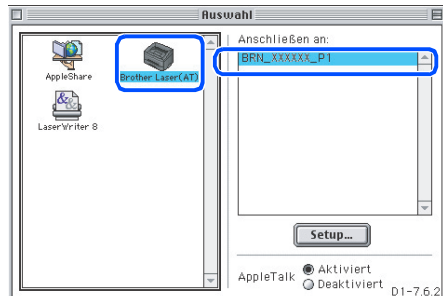 Auswahl
Anschließen an:
BRN_XXXXXX_P1
AppleShare
Brother Laser(AT)
LaserWriter 8
Setup...
AppleTalk
Aktiviert
Deaktiviert
D1-7.6.2